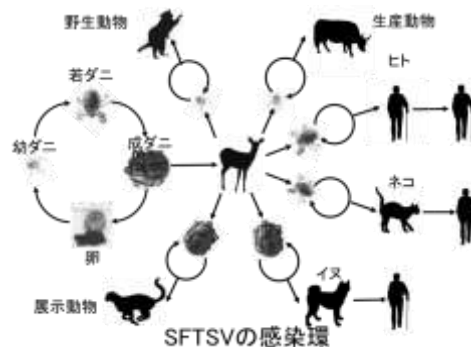 野生動物
生産動物
ヒト
若ダニ
幼ダニ
成ダニ
ネコ
卵
展示動物
イヌ
SFTSVの感染環